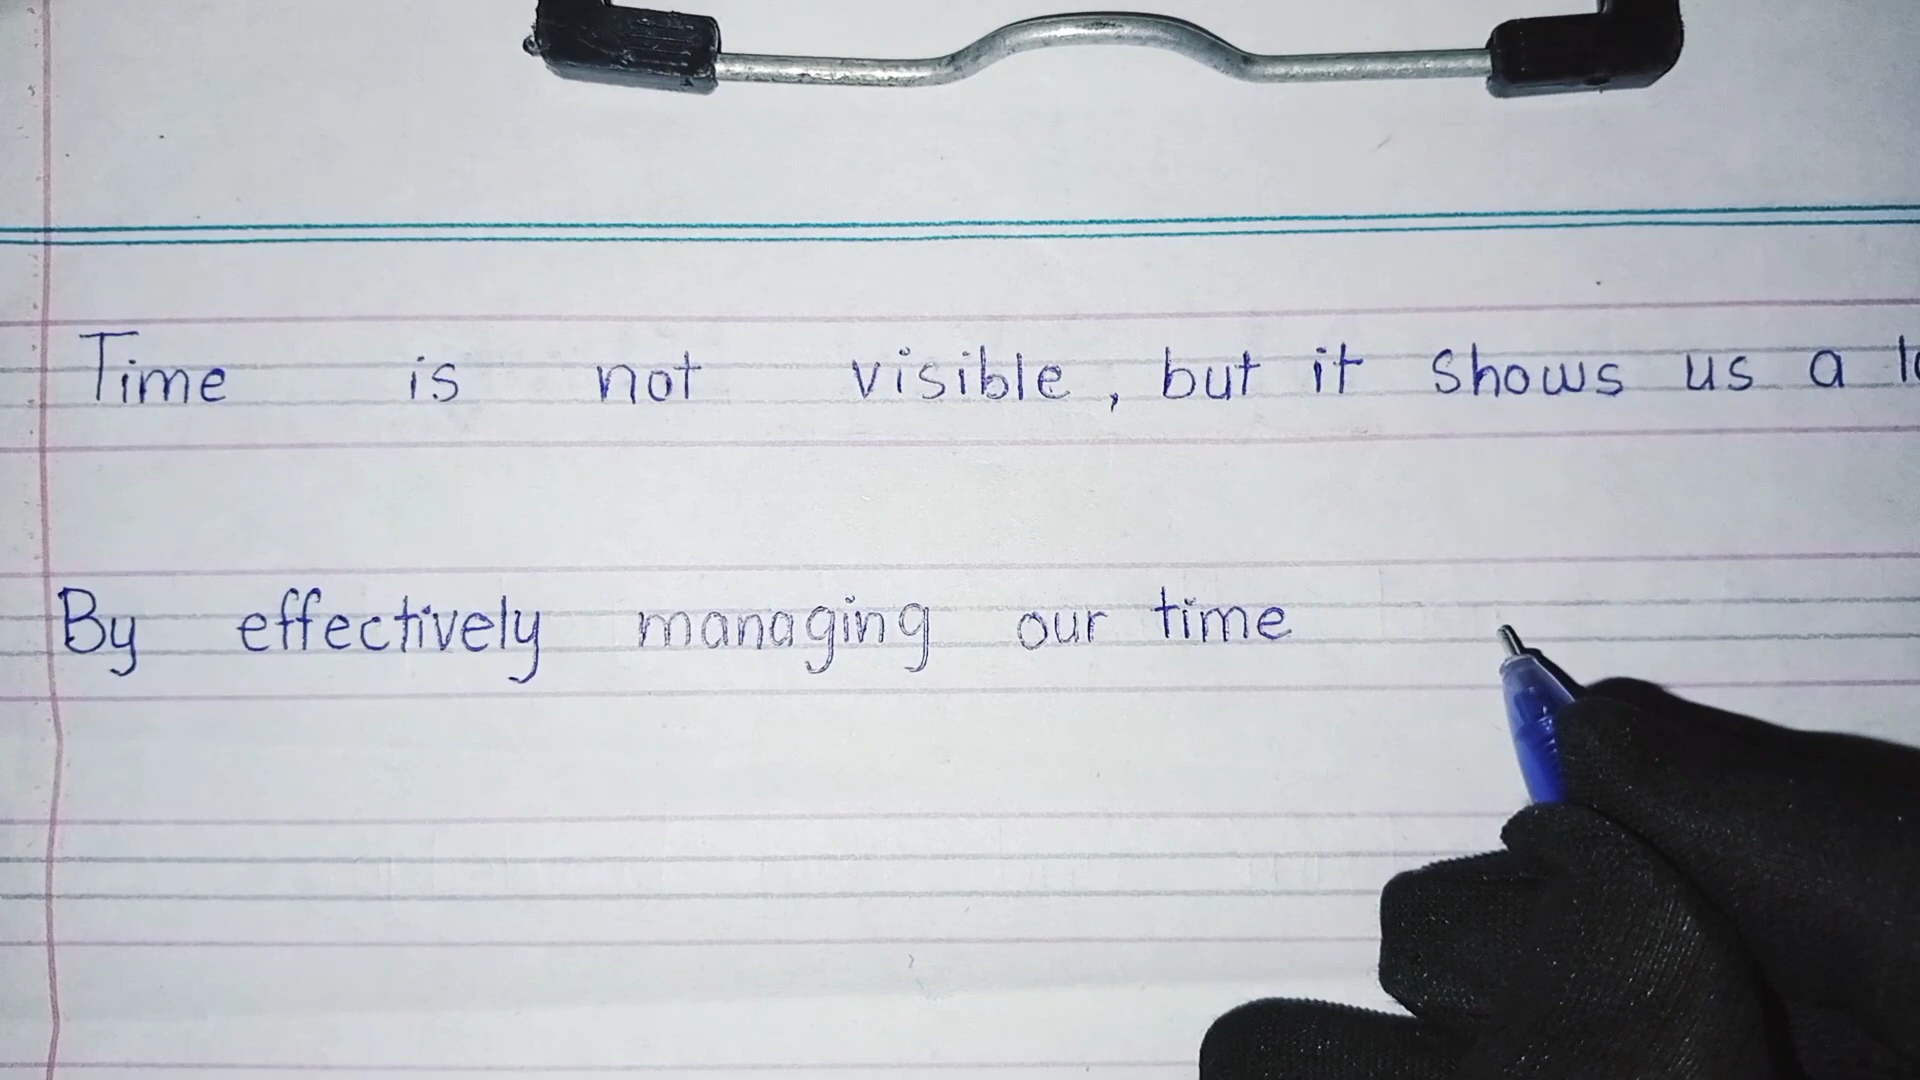 Time is not visible, but it shows us a
By effectively managing our time